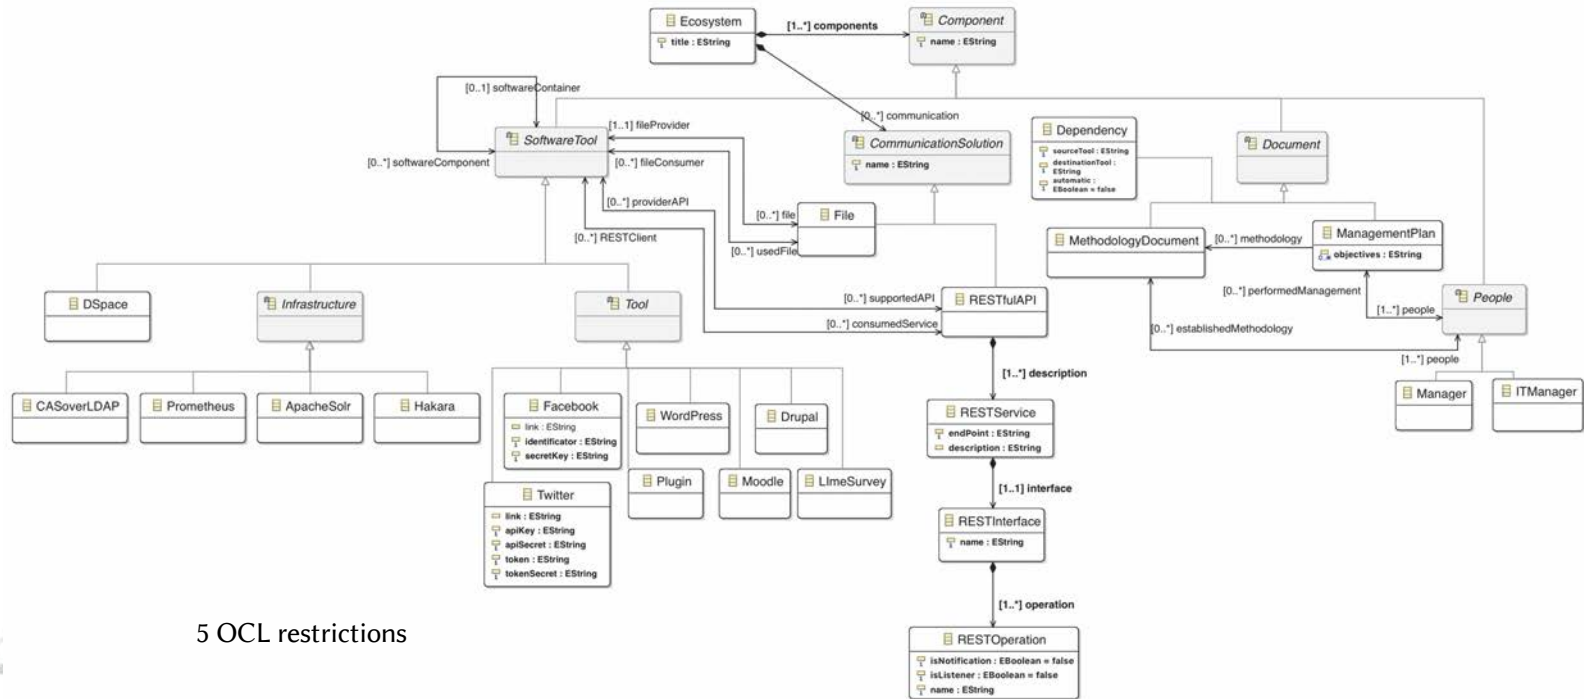 Ecosystem
title : EString
[1..*] components
Component
name : EString
[0..1] softwareContainer
[0..*] softwareComponent
SoftwareTool
[1..1] fileProvider
[0..*] fileConsumer
[0..*] providerAPI
[0..*] RESTClient
[0..*] communication
CommunicationSolution
name : EString
[0..*] file
[0..*] usedFile
File
Dependency
sourceTool : EString
destinationTool :
EString
automatic :
EBoolean = false
Document
MethodologyDocument
[0..*] methodology
ManagementPlan
objectives : EString
[0..*] performedManagement
[1..*] people
People
[0..*] establishedMethodology
[1..*] people
Manager
ITManager
DSpace
Infrastructure
Tool
[0..*] supportedAPI
[0..*] consumedService
RESTfulAPI
CASoverLDAP
Prometheus
ApacheSolr
Hakara
Facebook
link : EString
identificator : EString
secretKey : EString
WordPress
Drupal
Twitter
link : EString
apiKey : EString
apiSecret : EString
token : EString
tokenSecret : EString
Plugin
Moodle
LImeSurvey
[1..*] description
RESTService
endPoint : EString
description : EString
[1..1] interface
RESTInterface
name : EString
[1..*] operation
RESTOperation
isNotification : EBoolean = false
isListener : EBoolean = false
name : EString
5 OCL restrictions